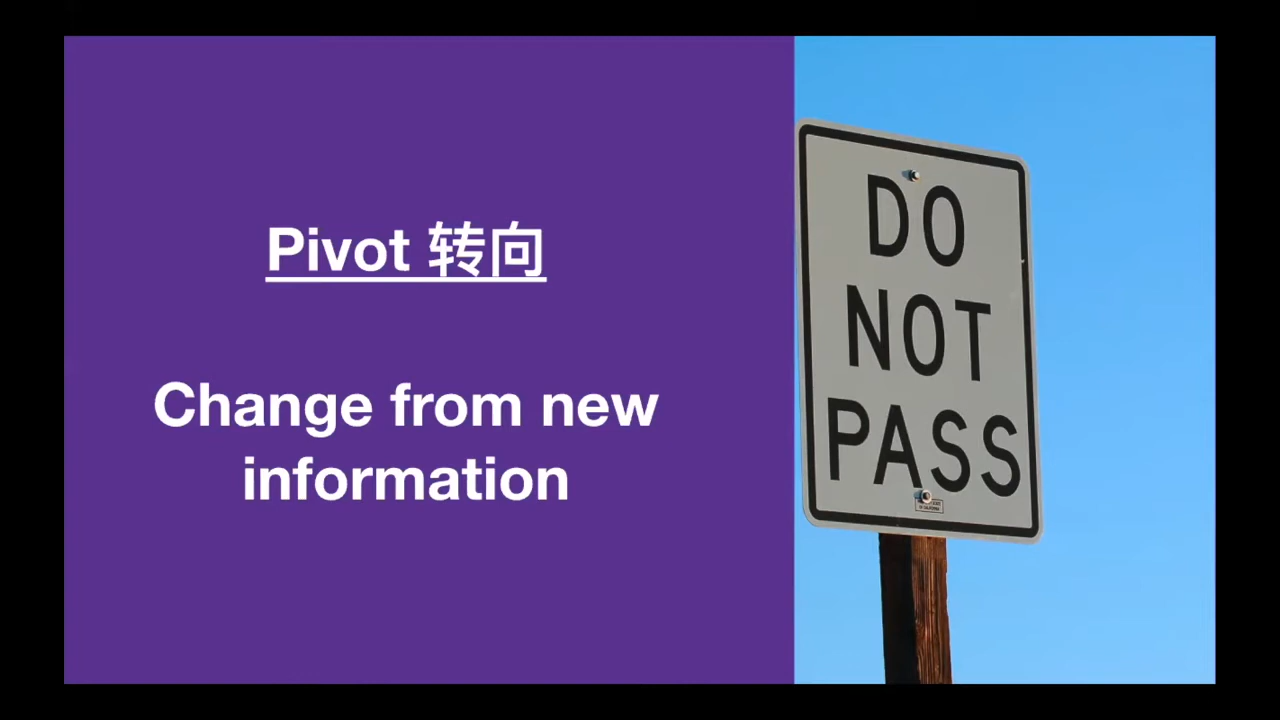 Pivot 转向
Change from new
information
DO
NOT
PASS